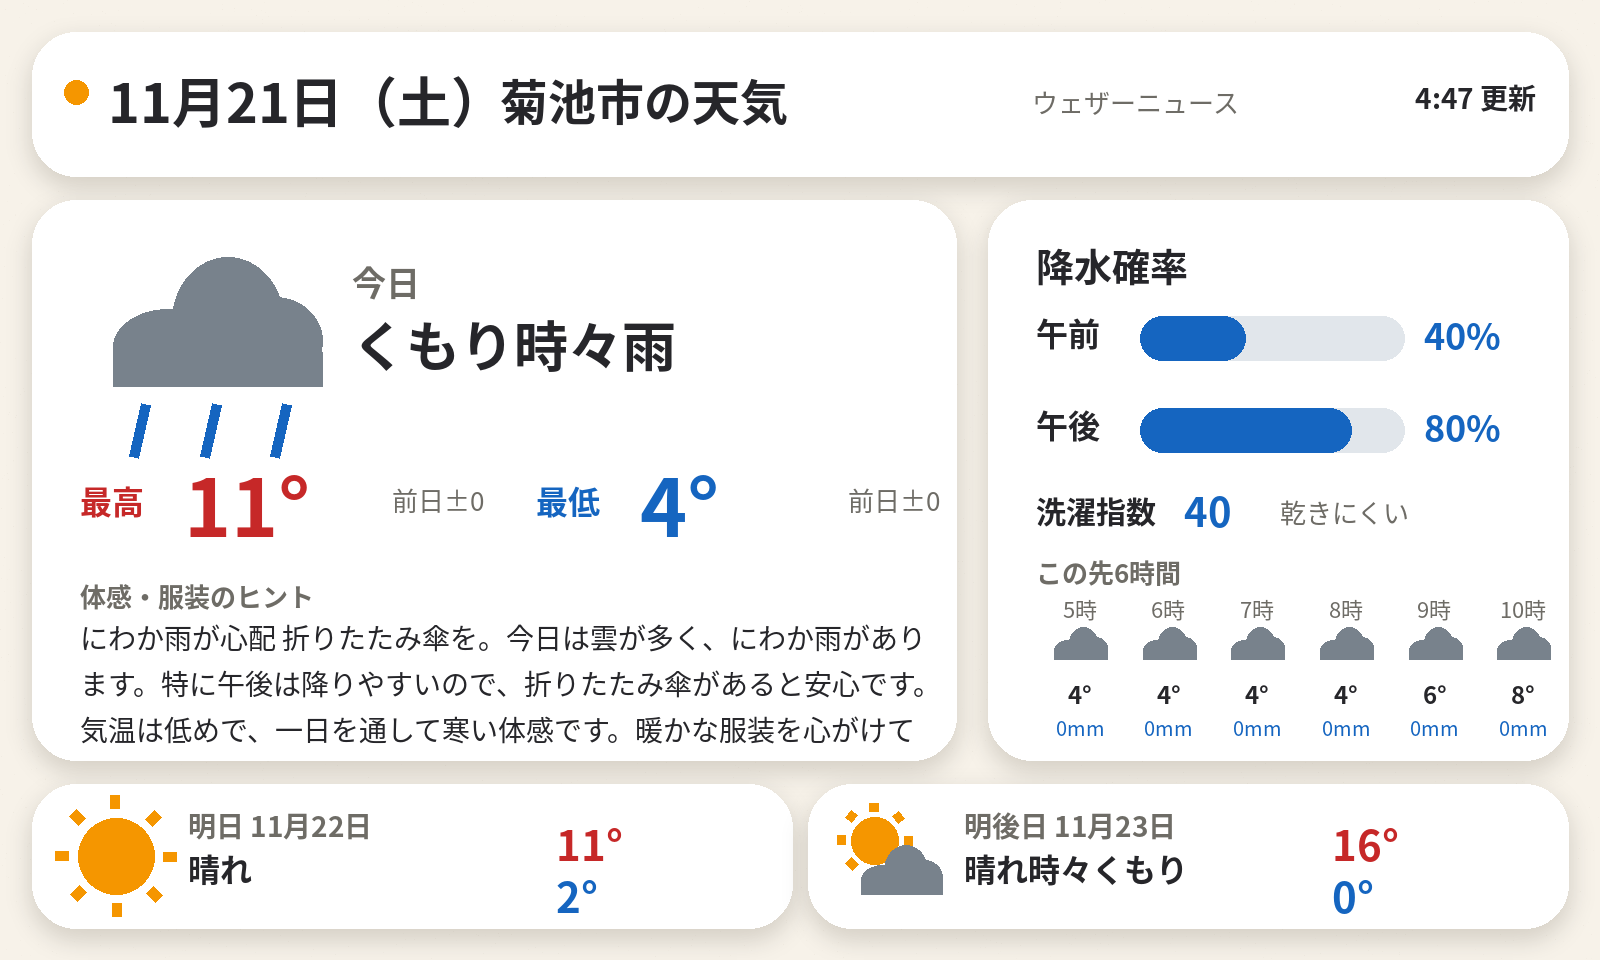 11月21日（土）菊池市の天気
ウェザーニュース
4:47 更新
今日
くもり時々雨
最高 11° 前日±0 最低 4° 前日±0
体感・服装のヒント
にわか雨が心配 折りたたみ傘を。今日は雲が多く、にわか雨があり
ます。特に午後は降りやすいので、折りたたみ傘があると安心です。
気温は低めで、一日を通して寒い体感です。暖かな服装を心がけて
降水確率
午前 40%
午後 80%
洗濯指数 40 乾きにくい
この先6時間
5時 6時 7時 8時 9時 10時
4° 4° 4° 4° 6° 8°
0mm 0mm 0mm 0mm 0mm 0mm
明日 11月22日
晴れ
11°
2°
明後日 11月23日
晴れ時々くもり
16°
0°